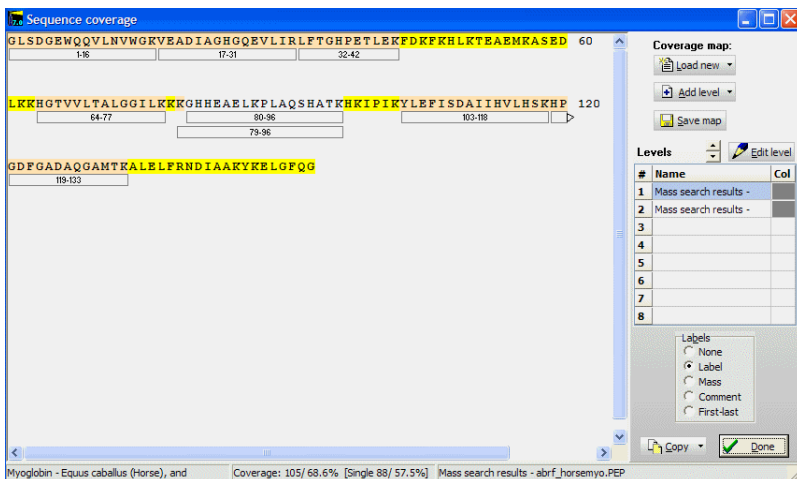 7.0 Sequence coverage
GLSDGEWQQVLNVWGKVEADIAGHGQEVLIRLFTGHPETLEKFDKFKHLKTEAEMKASED 60
1-16 17-31 32-42
LKKHGTVVLTALGGILKKKGHHEAELKPLAQSHATKHKIPIKYLEFISDAIIHVLHSKHP 120
64-77 80-96 103-118
79-96
GDFGADAQGAMTKALELFRNDIAAKYKELGFQG
119-133
Coverage map:
Load new
Add level
Save map
Levels Edit level
# Name Col
1 Mass search results -
2 Mass search results -
3
4
5
6
7
8
Labels
None
Label
Mass
Comment
First-last
Copy Done
Myoglobin - Equus caballus (Horse), and Coverage: 105/ 68.6% [Single 88/ 57.5%] Mass search results - abrf_horsemyo.PEP